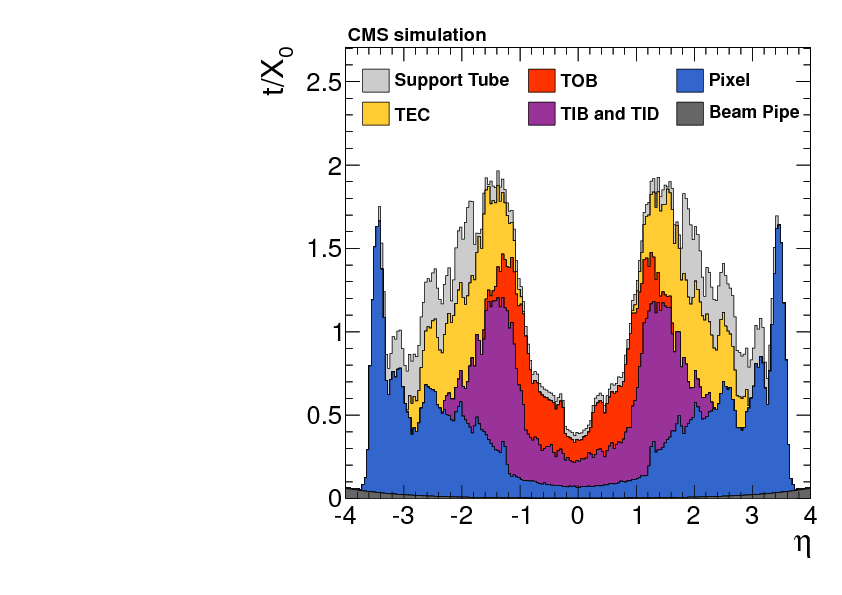 CMS simulation
t/X0
Support Tube TOB Pixel
TEC TIB and TID Beam Pipe
2.5
2
1.5
1
0.5
0
-4 -3 -2 -1 0 1 2 3 4
η